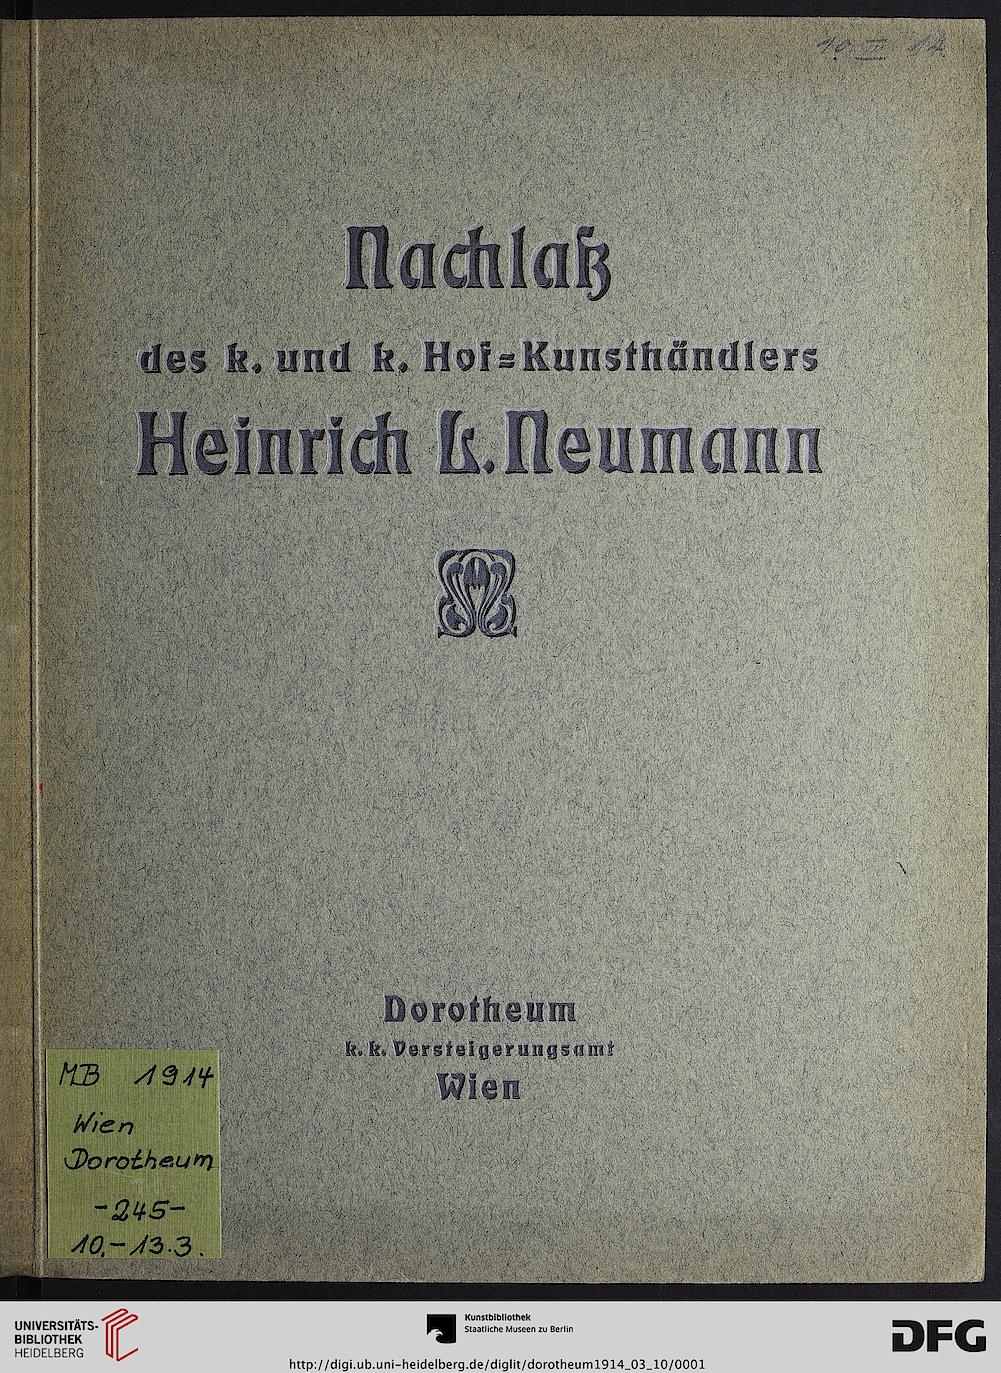 10. III 14
Nachlaß
des k. und k. Hof=Kunsthändlers
Heinrich L. Neumann
Dorotheum
k. k. Versteigerungsamt
Wien
MB 1914
Wien
Dorotheum
-245-
10.-13.3.
UNIVERSITÄTS-
BIBLIOTHEK
HEIDELBERG
Kunstbibliothek
Staatliche Museen zu Berlin
DFG
http://digi.ub.uni-heidelberg.de/diglit/dorotheum1914_03_10/0001